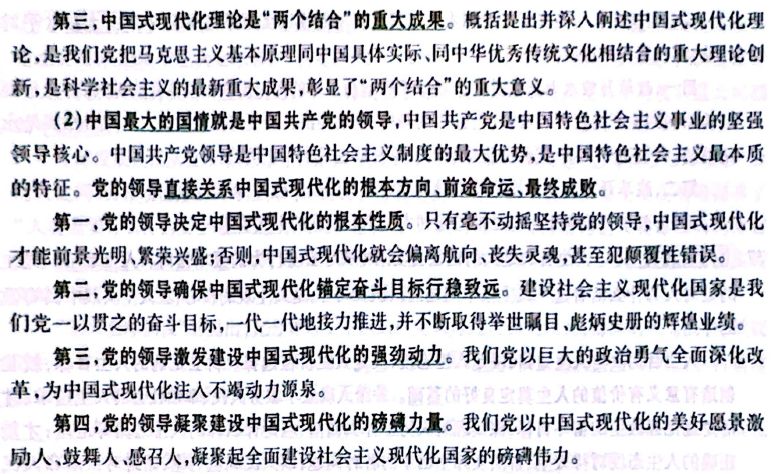 第三,中国式现代化理论是“两个结合”的重大成果。概括提出并深入阐述中国式现代化理
论,是我们党把马克思主义基本原理同中国具体实际、同中华优秀传统文化相结合的重大理论创
新,是科学社会主义的最新重大成果,彰显了“两个结合”的重大意义。
(2)中国最大的国情就是中国共产党的领导,中国共产党是中国特色社会主义事业的坚强
领导核心。中国共产党领导是中国特色社会主义制度的最大优势,是中国特色社会主义最本质
的特征。党的领导直接关系中国式现代化的根本方向、前途命运、最终成败。
第一,党的领导决定中国式现代化的根本性质。只有毫不动摇坚持党的领导,中国式现代化
才能前景光明、繁荣兴盛;否则,中国式现代化就会偏离航向、丧失灵魂,甚至犯颠覆性错误。
第二,党的领导确保中国式现代化锚定奋斗目标行稳致远。建设社会主义现代化国家是我
们党一以贯之的奋斗目标,一代一代地接力推进,并不断取得举世瞩目、彪炳史册的辉煌业绩。
第三,党的领导激发建设中国式现代化的强劲动力。我们党以巨大的政治勇气全面深化改
革,为中国式现代化注入不竭动力源泉。
第四,党的领导凝聚建设中国式现代化的磅礴力量。我们党以中国式现代化的美好愿景激
励人、鼓舞人、感召人,凝聚起全面建设社会主义现代化国家的磅礴伟力。